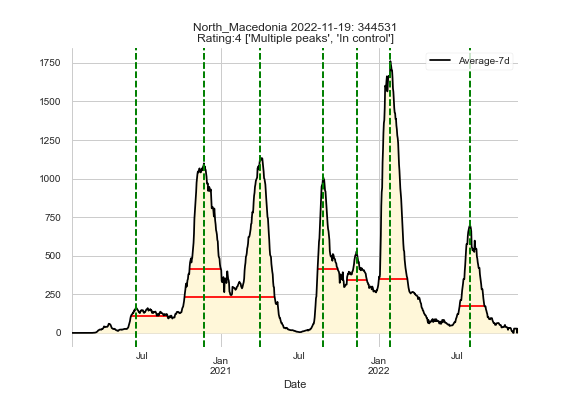 North_Macedonia 2022-11-19: 344531
Rating:4 ['Multiple peaks', 'In control']
Average-7d
1750
1500
1250
1000
750
500
250
0
Jul
Jan
2021
Jul
Jan
2022
Jul
Date